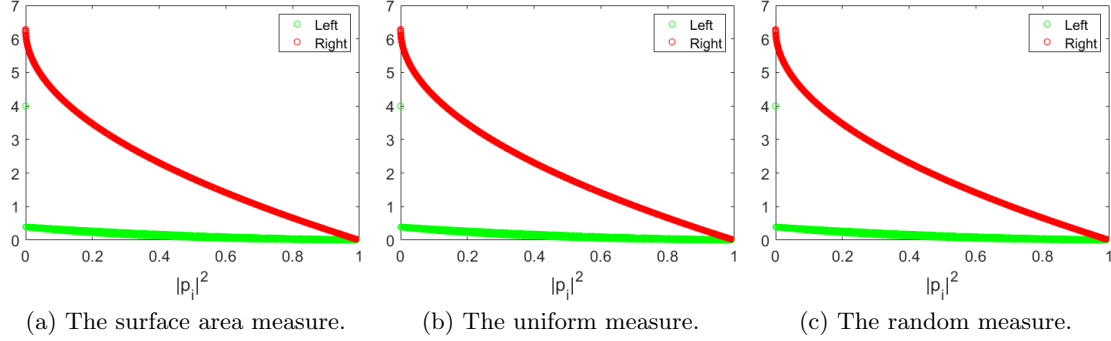 7
6
5
4
3
2
1
0
Left
Right
0 0.2 0.4 0.6 0.8 1
|p_i|^2
(a) The surface area measure.
7
6
5
4
3
2
1
0
Left
Right
0 0.2 0.4 0.6 0.8 1
|p_i|^2
(b) The uniform measure.
7
6
5
4
3
2
1
0
Left
Right
0 0.2 0.4 0.6 0.8 1
|p_i|^2
(c) The random measure.